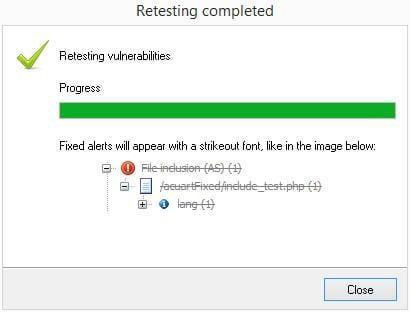 Retesting completed
Retesting vulnerabilities
Progress
Fixed alerts will appear with a strikeout font, like in the image below:
File inclusion (AS) (1)
/acuartFixed/include_test.php (1)
lang (1)
Close